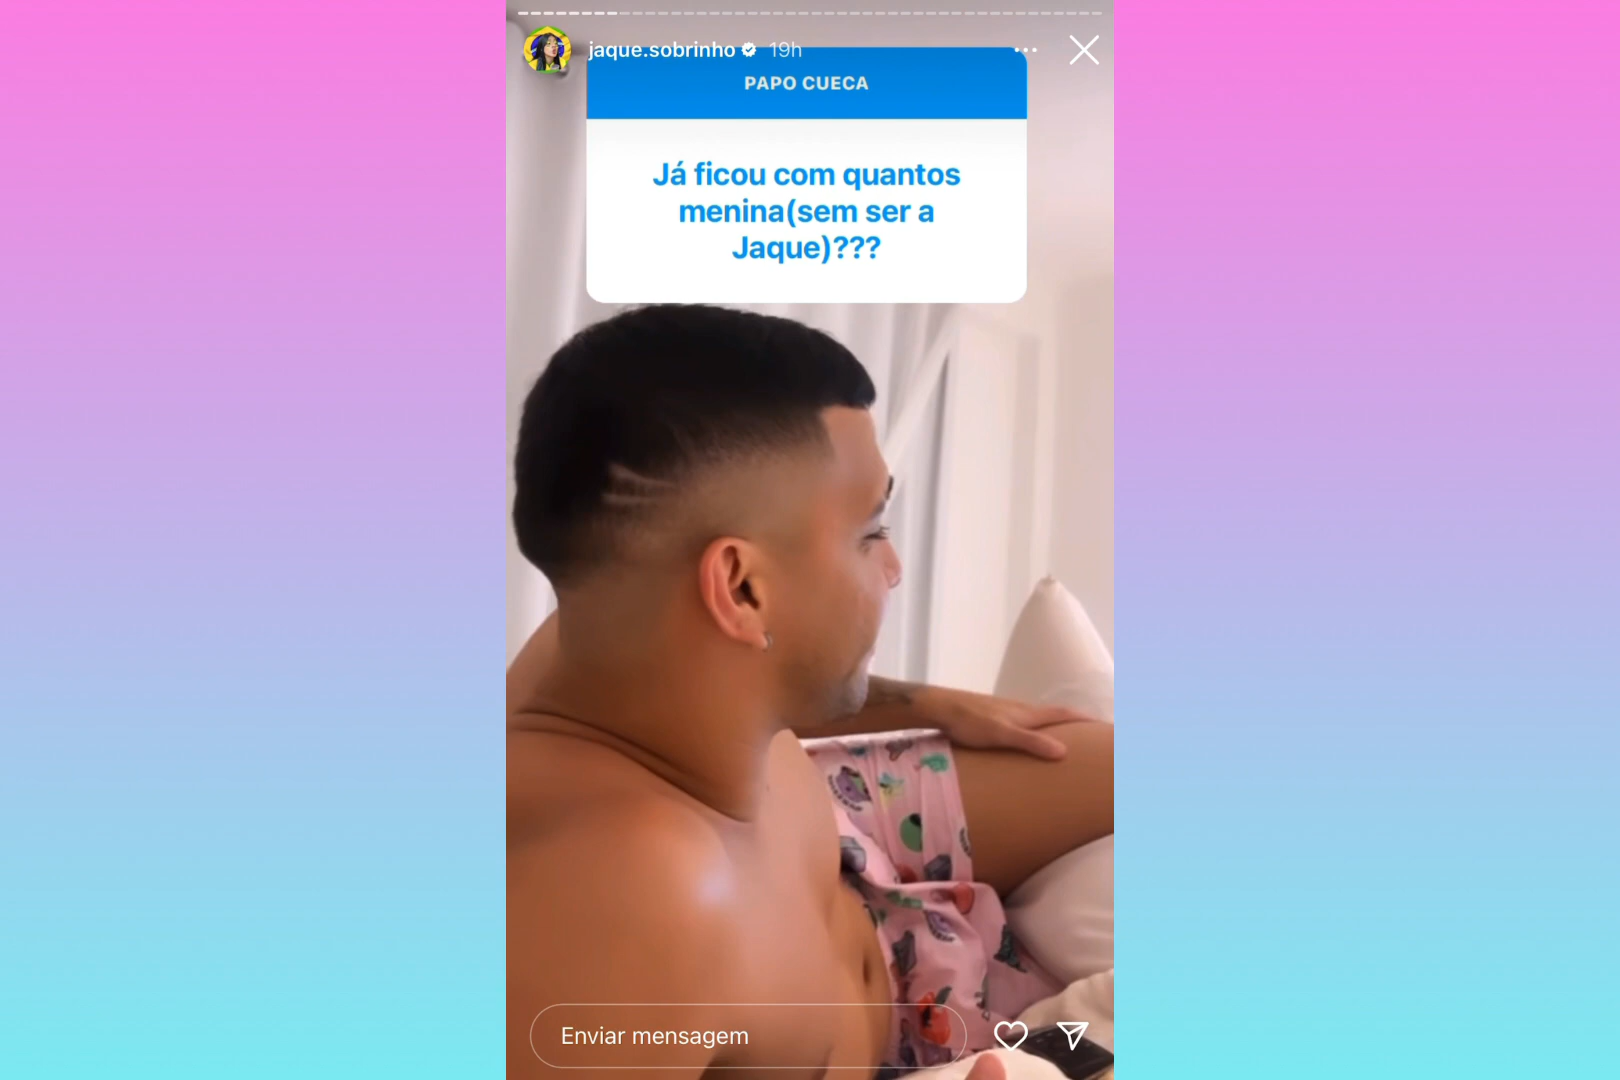 jaque.sobrinho 19h
PAPO CUECA
Já ficou com quantos
menina(sem ser a
Jaque)???
Enviar mensagem